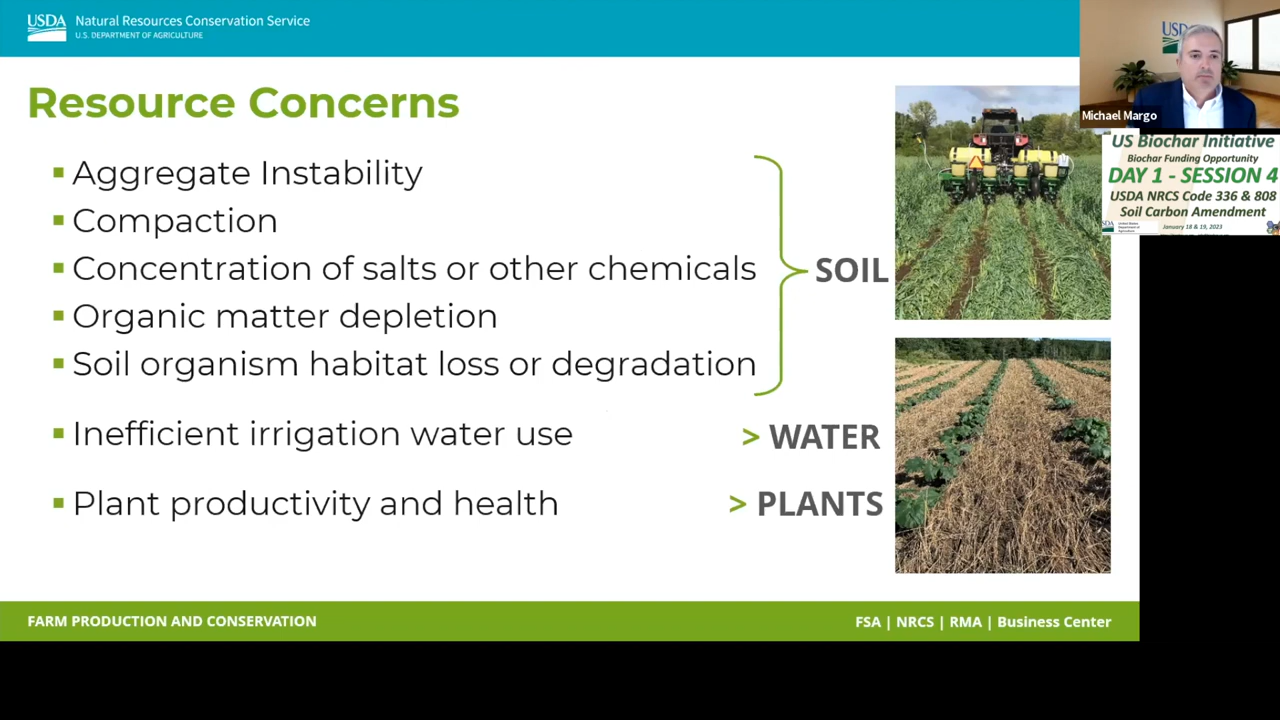 USDA Natural Resources Conservation Service
U.S. DEPARTMENT OF AGRICULTURE
USD
Michael Margo
Resource Concerns
US Biochar Initiative
Biochar Funding Opportunity
DAY 1 - SESSION 4
USDA NRCS Code 336 & 808
Soil Carbon Amendment
January 18 & 19, 2023
▪ Aggregate Instability
▪ Compaction
▪ Concentration of salts or other chemicals
▪ Organic matter depletion
▪ Soil organism habitat loss or degradation
SOIL
▪ Inefficient irrigation water use
> WATER
▪ Plant productivity and health
> PLANTS
FARM PRODUCTION AND CONSERVATION
FSA | NRCS | RMA | Business Center